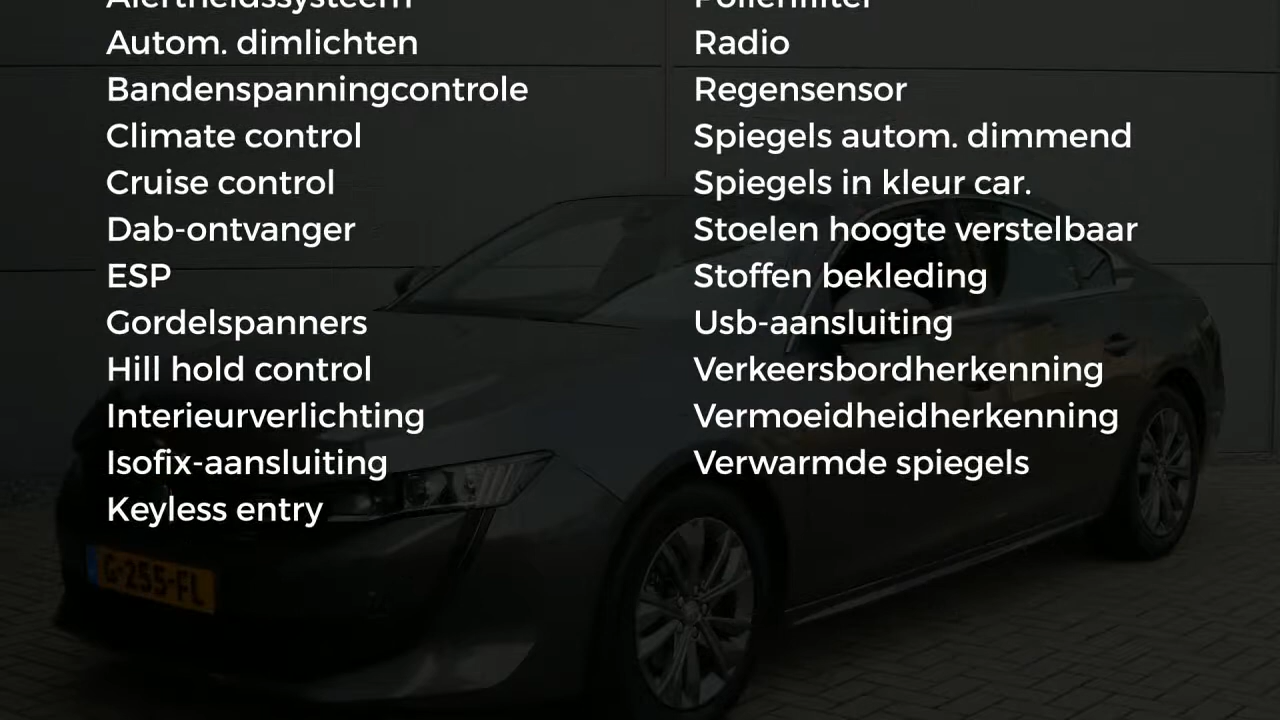 Alertheidssysteem
Autom. dimlichten
Bandenspanningcontrole
Climate control
Cruise control
Dab-ontvanger
ESP
Gordelspanners
Hill hold control
Interieurverlichting
Isofix-aansluiting
Keyless entry
Pollenfilter
Radio
Regensensor
Spiegels autom. dimmend
Spiegels in kleur car.
Stoelen hoogte verstelbaar
Stoffen bekleding
Usb-aansluiting
Verkeersbordherkenning
Vermoeidheidherkenning
Verwarmde spiegels
G-255-FL